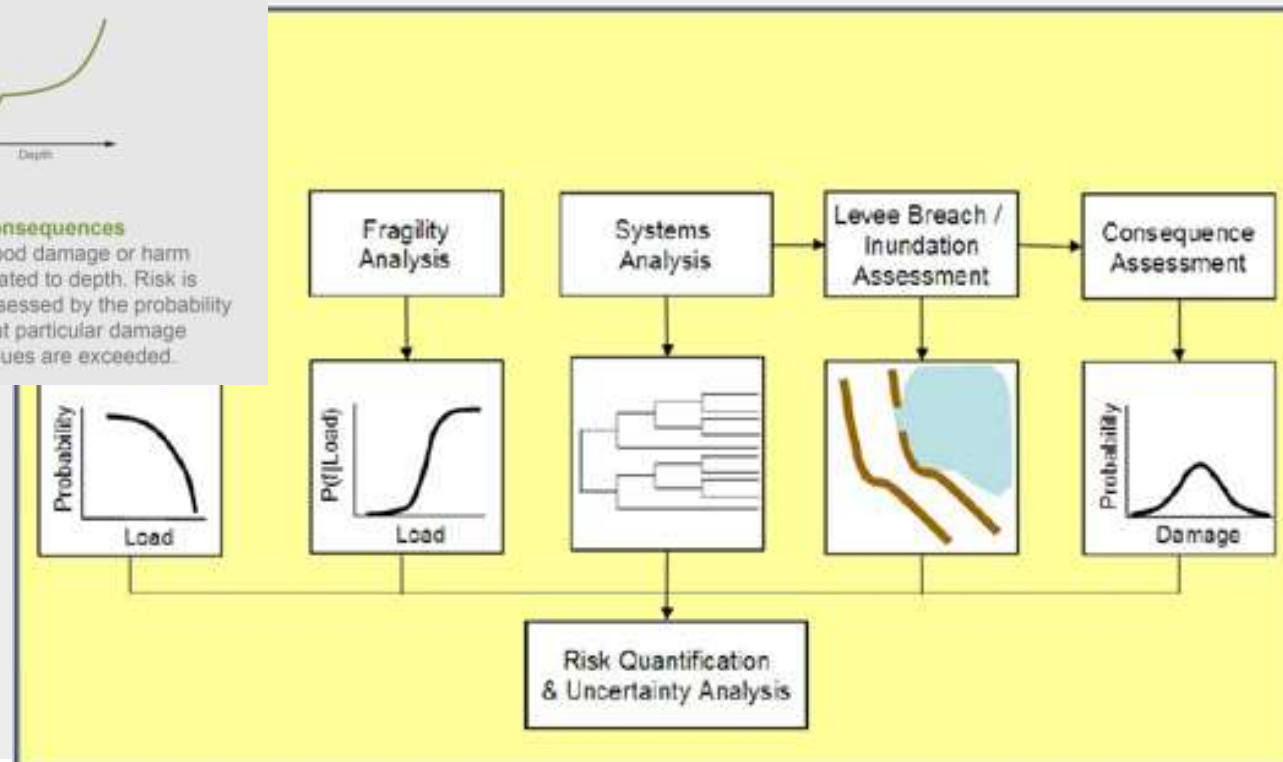 Depth
onsequences
ood damage or harm
ated to depth. Risk is
sessed by the probability
at particular damage
ues are exceeded.
Fragility
Analysis
Systems
Analysis
Levee Breach /
Inundation
Assessment
Consequence
Assessment
Probability
Load
P(f|Load)
Load
Probability
Damage
Risk Quantification
& Uncertainty Analysis